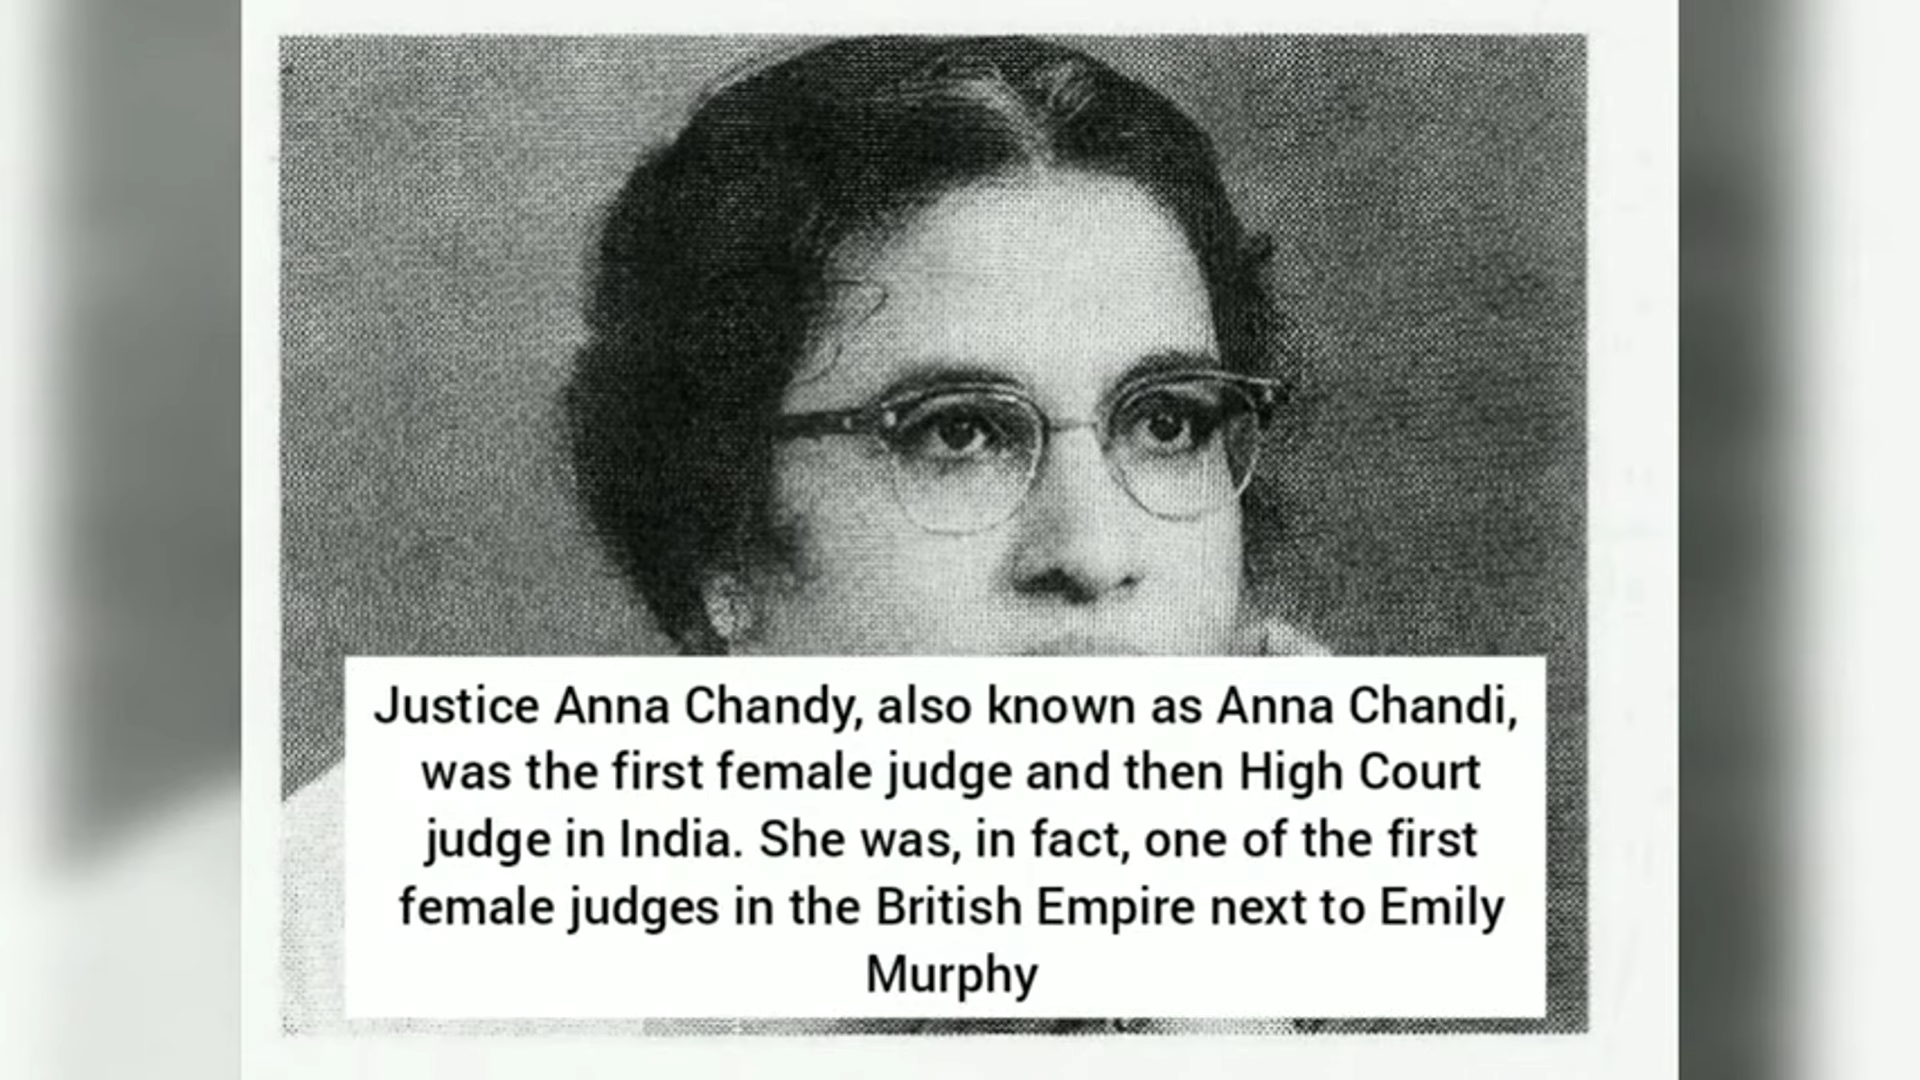 Justice Anna Chandy, also known as Anna Chandi,
was the first female judge and then High Court
judge in India. She was, in fact, one of the first
female judges in the British Empire next to Emily
Murphy